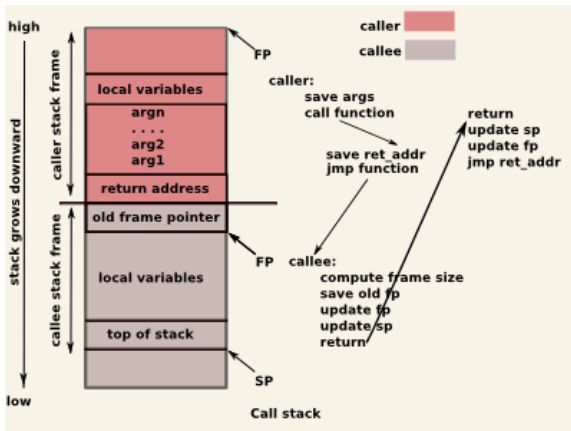 high
caller
callee
FP
caller stack frame
local variables
argn
. . . .
arg2
arg1
return address
stack grows downward
callee stack frame
old frame pointer
FP
local variables
top of stack
SP
low
caller:
save args
call function
save ret_addr
jmp function
callee:
compute frame size
save old fp
update fp
update sp
return
return
update sp
update fp
jmp ret_addr
Call stack